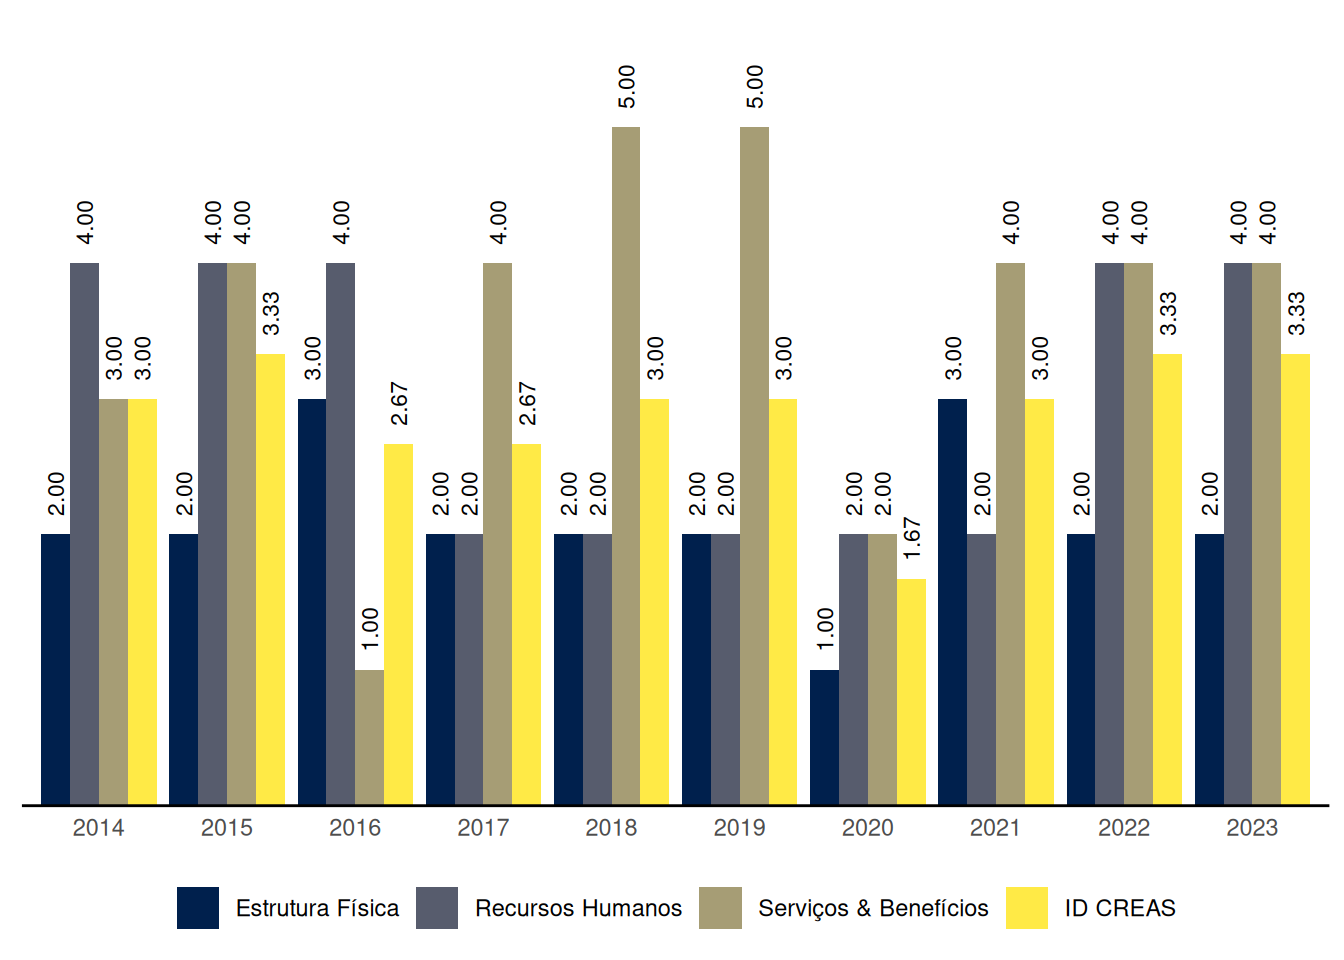 5.00 5.00
4.00 4.00 4.00 4.00 4.00 4.00 4.00 4.00 4.00 4.00
3.33 3.33 3.33
3.00 3.00 3.00 3.00 3.00 3.00 3.00
2.67 2.67
2.00 2.00 2.00 2.00 2.00 2.00 2.00 2.00 2.00 2.00 2.00 2.00 2.00
1.67
1.00 1.00
2014 2015 2016 2017 2018 2019 2020 2021 2022 2023
Estrutura Física Recursos Humanos Serviços & Benefícios ID CREAS